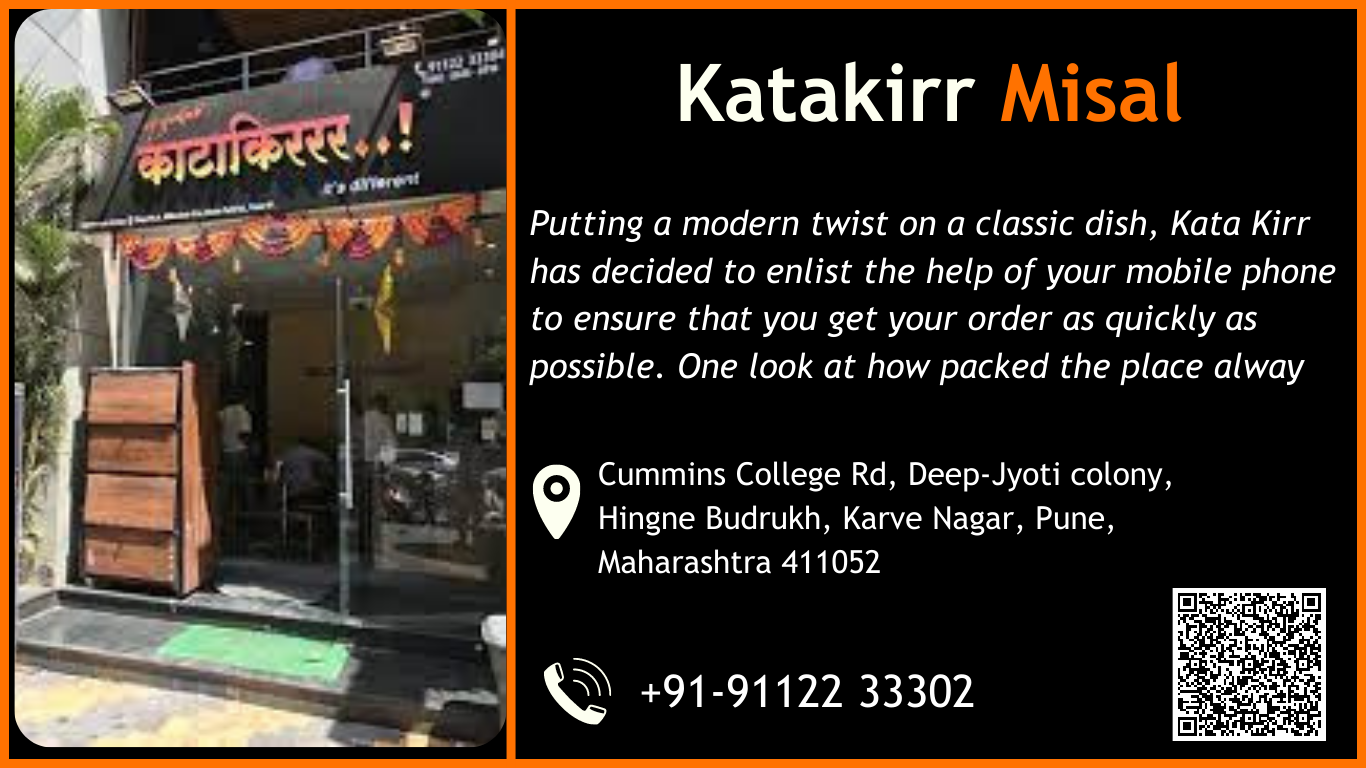 काटाकिररर..!
it's different
Katakirr Misal
Putting a modern twist on a classic dish, Kata Kirr
has decided to enlist the help of your mobile phone
to ensure that you get your order as quickly as
possible. One look at how packed the place alway
Cummins College Rd, Deep-Jyoti colony,
Hingne Budrukh, Karve Nagar, Pune,
Maharashtra 411052
+91-91122 33302